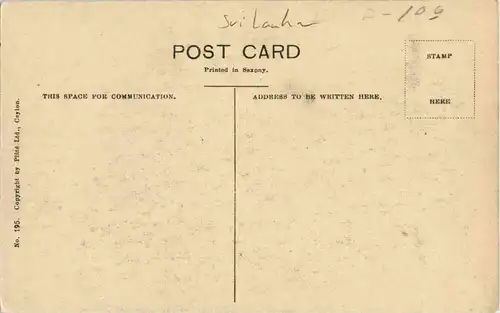 Sri Lanka
A-109
POST CARD
Printed in Saxony.
STAMP
HERE
THIS SPACE FOR COMMUNICATION.
ADDRESS TO BE WRITTEN HERE.
No. 195. Copyright by Plâté Ltd., Ceylon.